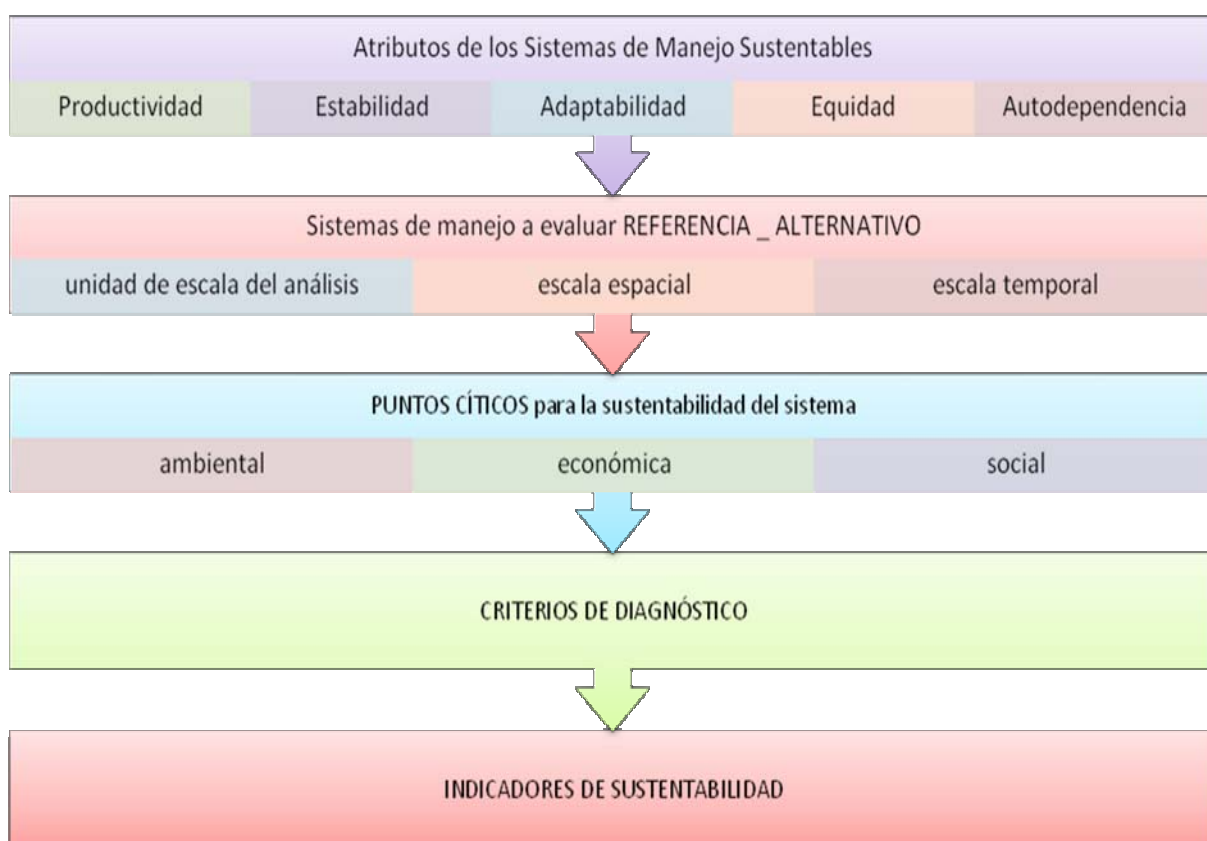 Atributos de los Sistemas de Manejo Sustentables
Productividad Estabilidad Adaptabilidad Equidad Autodependencia
Sistemas de manejo a evaluar REFERENCIA _ ALTERNATIVO
unidad de escala del análisis escala espacial escala temporal
PUNTOS CÍTICOS para la sustentabilidad del sistema
ambiental económica social
CRITERIOS DE DIAGNÓSTICO
INDICADORES DE SUSTENTABILIDAD